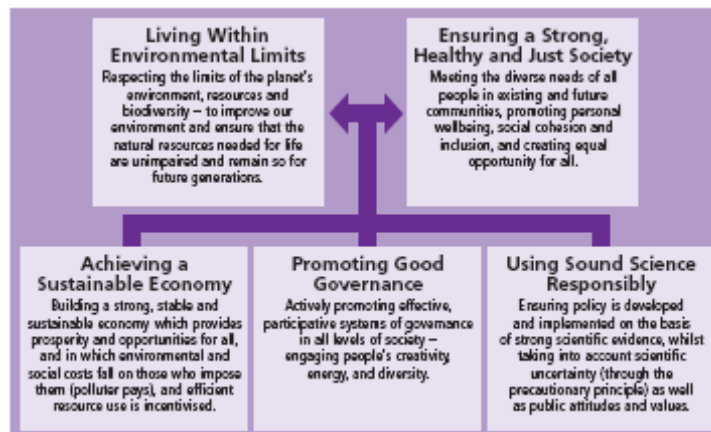 Living Within
Environmental Limits
Respecting the limits of the planet's
environment, resources and
biodiversity – to improve our
environment and ensure that the
natural resources needed for life
are unimpaired and remain so for
future generations.
Ensuring a Strong,
Healthy and Just Society
Meeting the diverse needs of all
people in existing and future
communities, promoting personal
wellbeing, social cohesion and
inclusion, and creating equal
opportunity for all.
Achieving a
Sustainable Economy
Building a strong, stable and
sustainable economy which provides
prosperity and opportunities for all,
and in which environmental and
social costs fall on those who impose
them (polluter pays), and efficient
resource use is incentivised.
Promoting Good
Governance
Actively promoting effective,
participative systems of governance
in all levels of society –
engaging people's creativity,
energy, and diversity.
Using Sound Science
Responsibly
Ensuring policy is developed
and implemented on the basis
of strong scientific evidence, whilst
taking into account scientific
uncertainty (through the
precautionary principle) as well
as public attitudes and values.